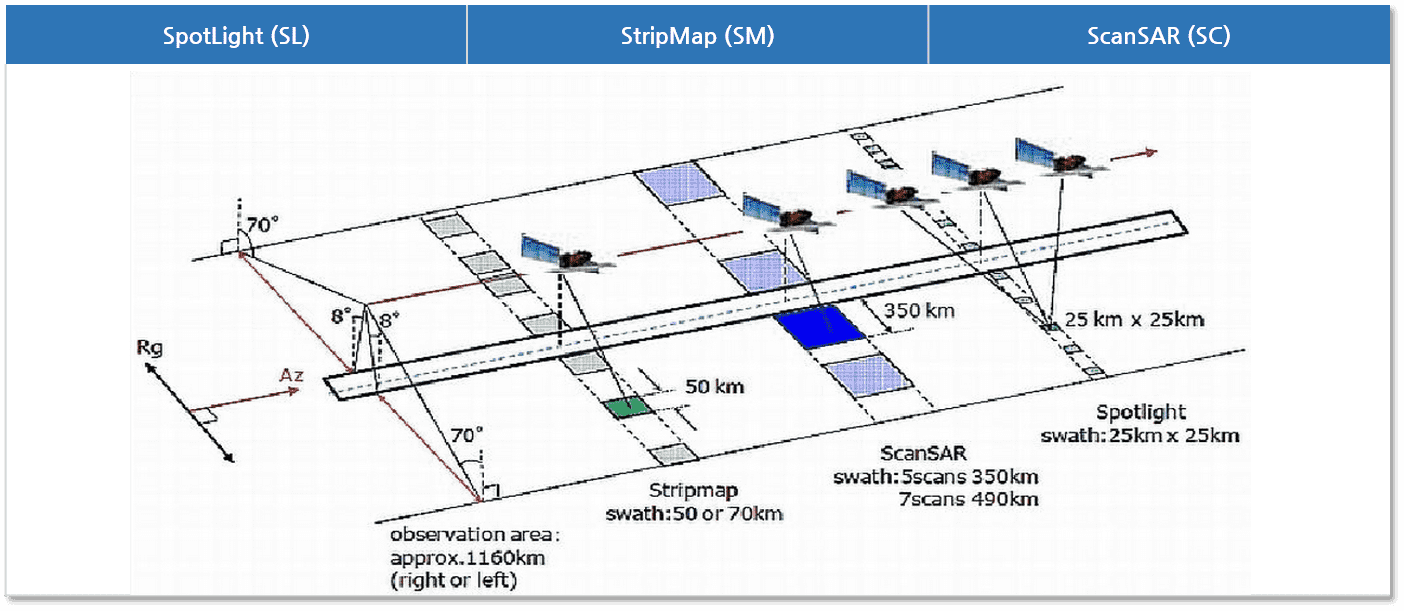 SpotLight (SL)
StripMap (SM)
ScanSAR (SC)
70°
8°
8°
Rg
Az
350 km
25 km x 25km
50 km
70°
Spotlight
swath:25km x 25km
ScanSAR
swath:5scans 350km
7scans 490km
Stripmap
swath:50 or 70km
observation area:
approx.1160km
(right or left)